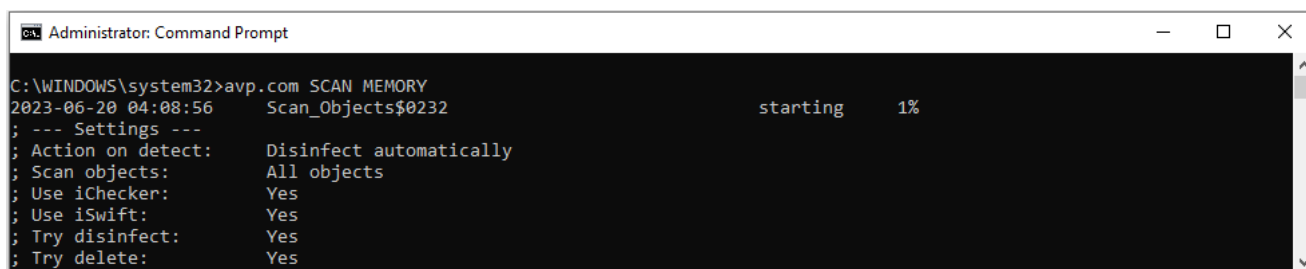 Administrator: Command Prompt
C:\WINDOWS\system32>avp.com SCAN MEMORY
2023-06-20 04:08:56 Scan_Objects$0232 starting 1%
; --- Settings ---
; Action on detect: Disinfect automatically
; Scan objects: All objects
; Use iChecker: Yes
; Use iSwift: Yes
; Try disinfect: Yes
; Try delete: Yes